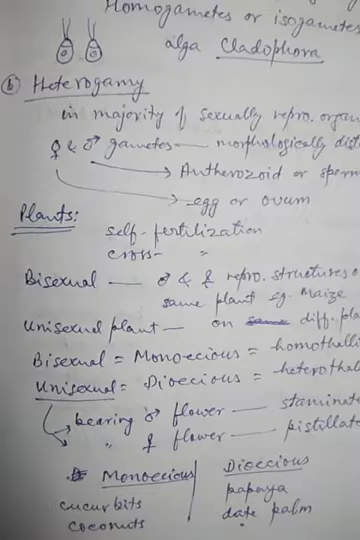 Homogametes or isogametes
alga Cladophora
(b) Heterogamy
in majority of sexually repro. organ
♀ & ♂ gametes — morphologically dist
Antherozoid or sperm
egg or ovum
Plants:
self-fertilization
cross- "
Bisexual — ♂ & ♀ repro. structures o
same plant eg. Maize
Unisexual plant — on same diff. pla
Bisexual = Monoecious = homothalli
Unisexual = Dioecious = heterothal
bearing ♂ flower — staminate
" ♀ flower — pistillat
Monoecious
cucurbits
coconuts
Dioecious
papaya
date palm